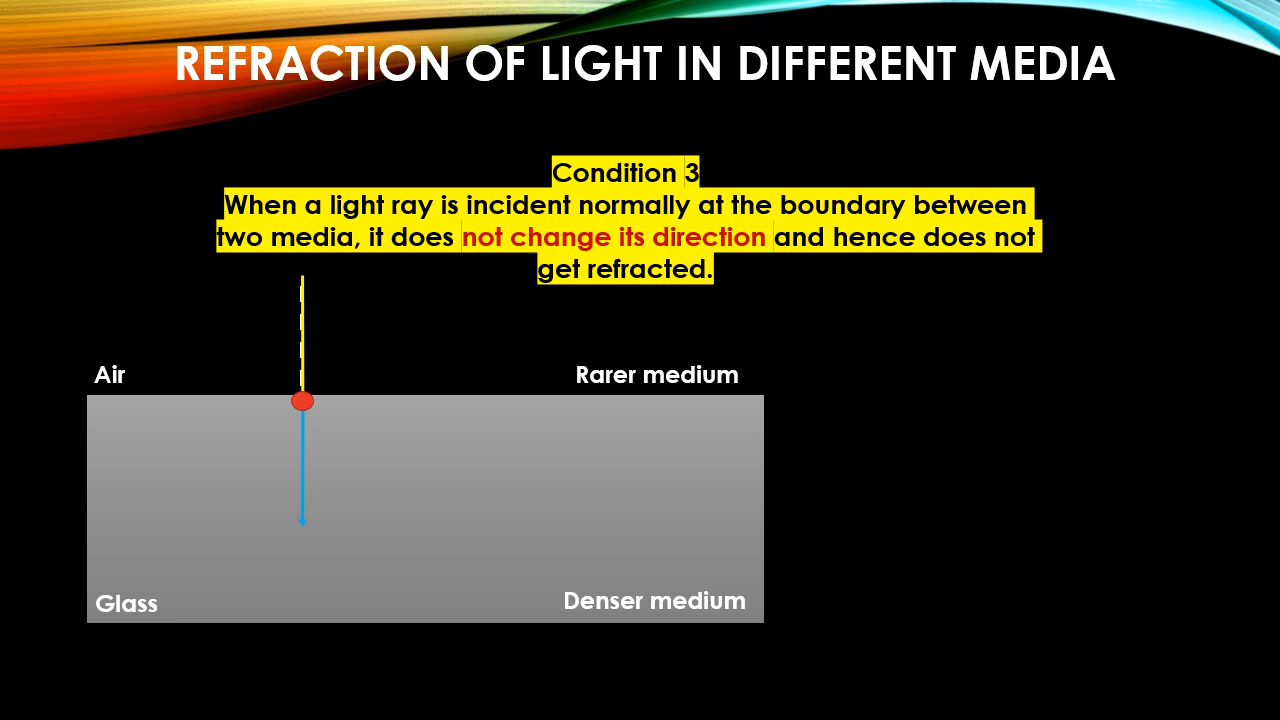 REFRACTION OF LIGHT IN DIFFERENT MEDIA
Condition 3
When a light ray is incident normally at the boundary between
two media, it does not change its direction and hence does not
get refracted.
Air
Rarer medium
Glass
Denser medium